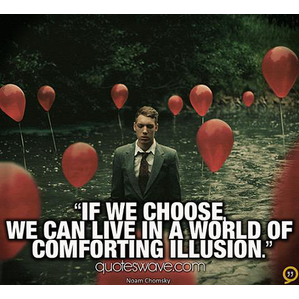 “IF WE CHOOSE,
WE CAN LIVE IN A WORLD OF
COMFORTING ILLUSION.”
quoteswave.com
Noam Chomsky